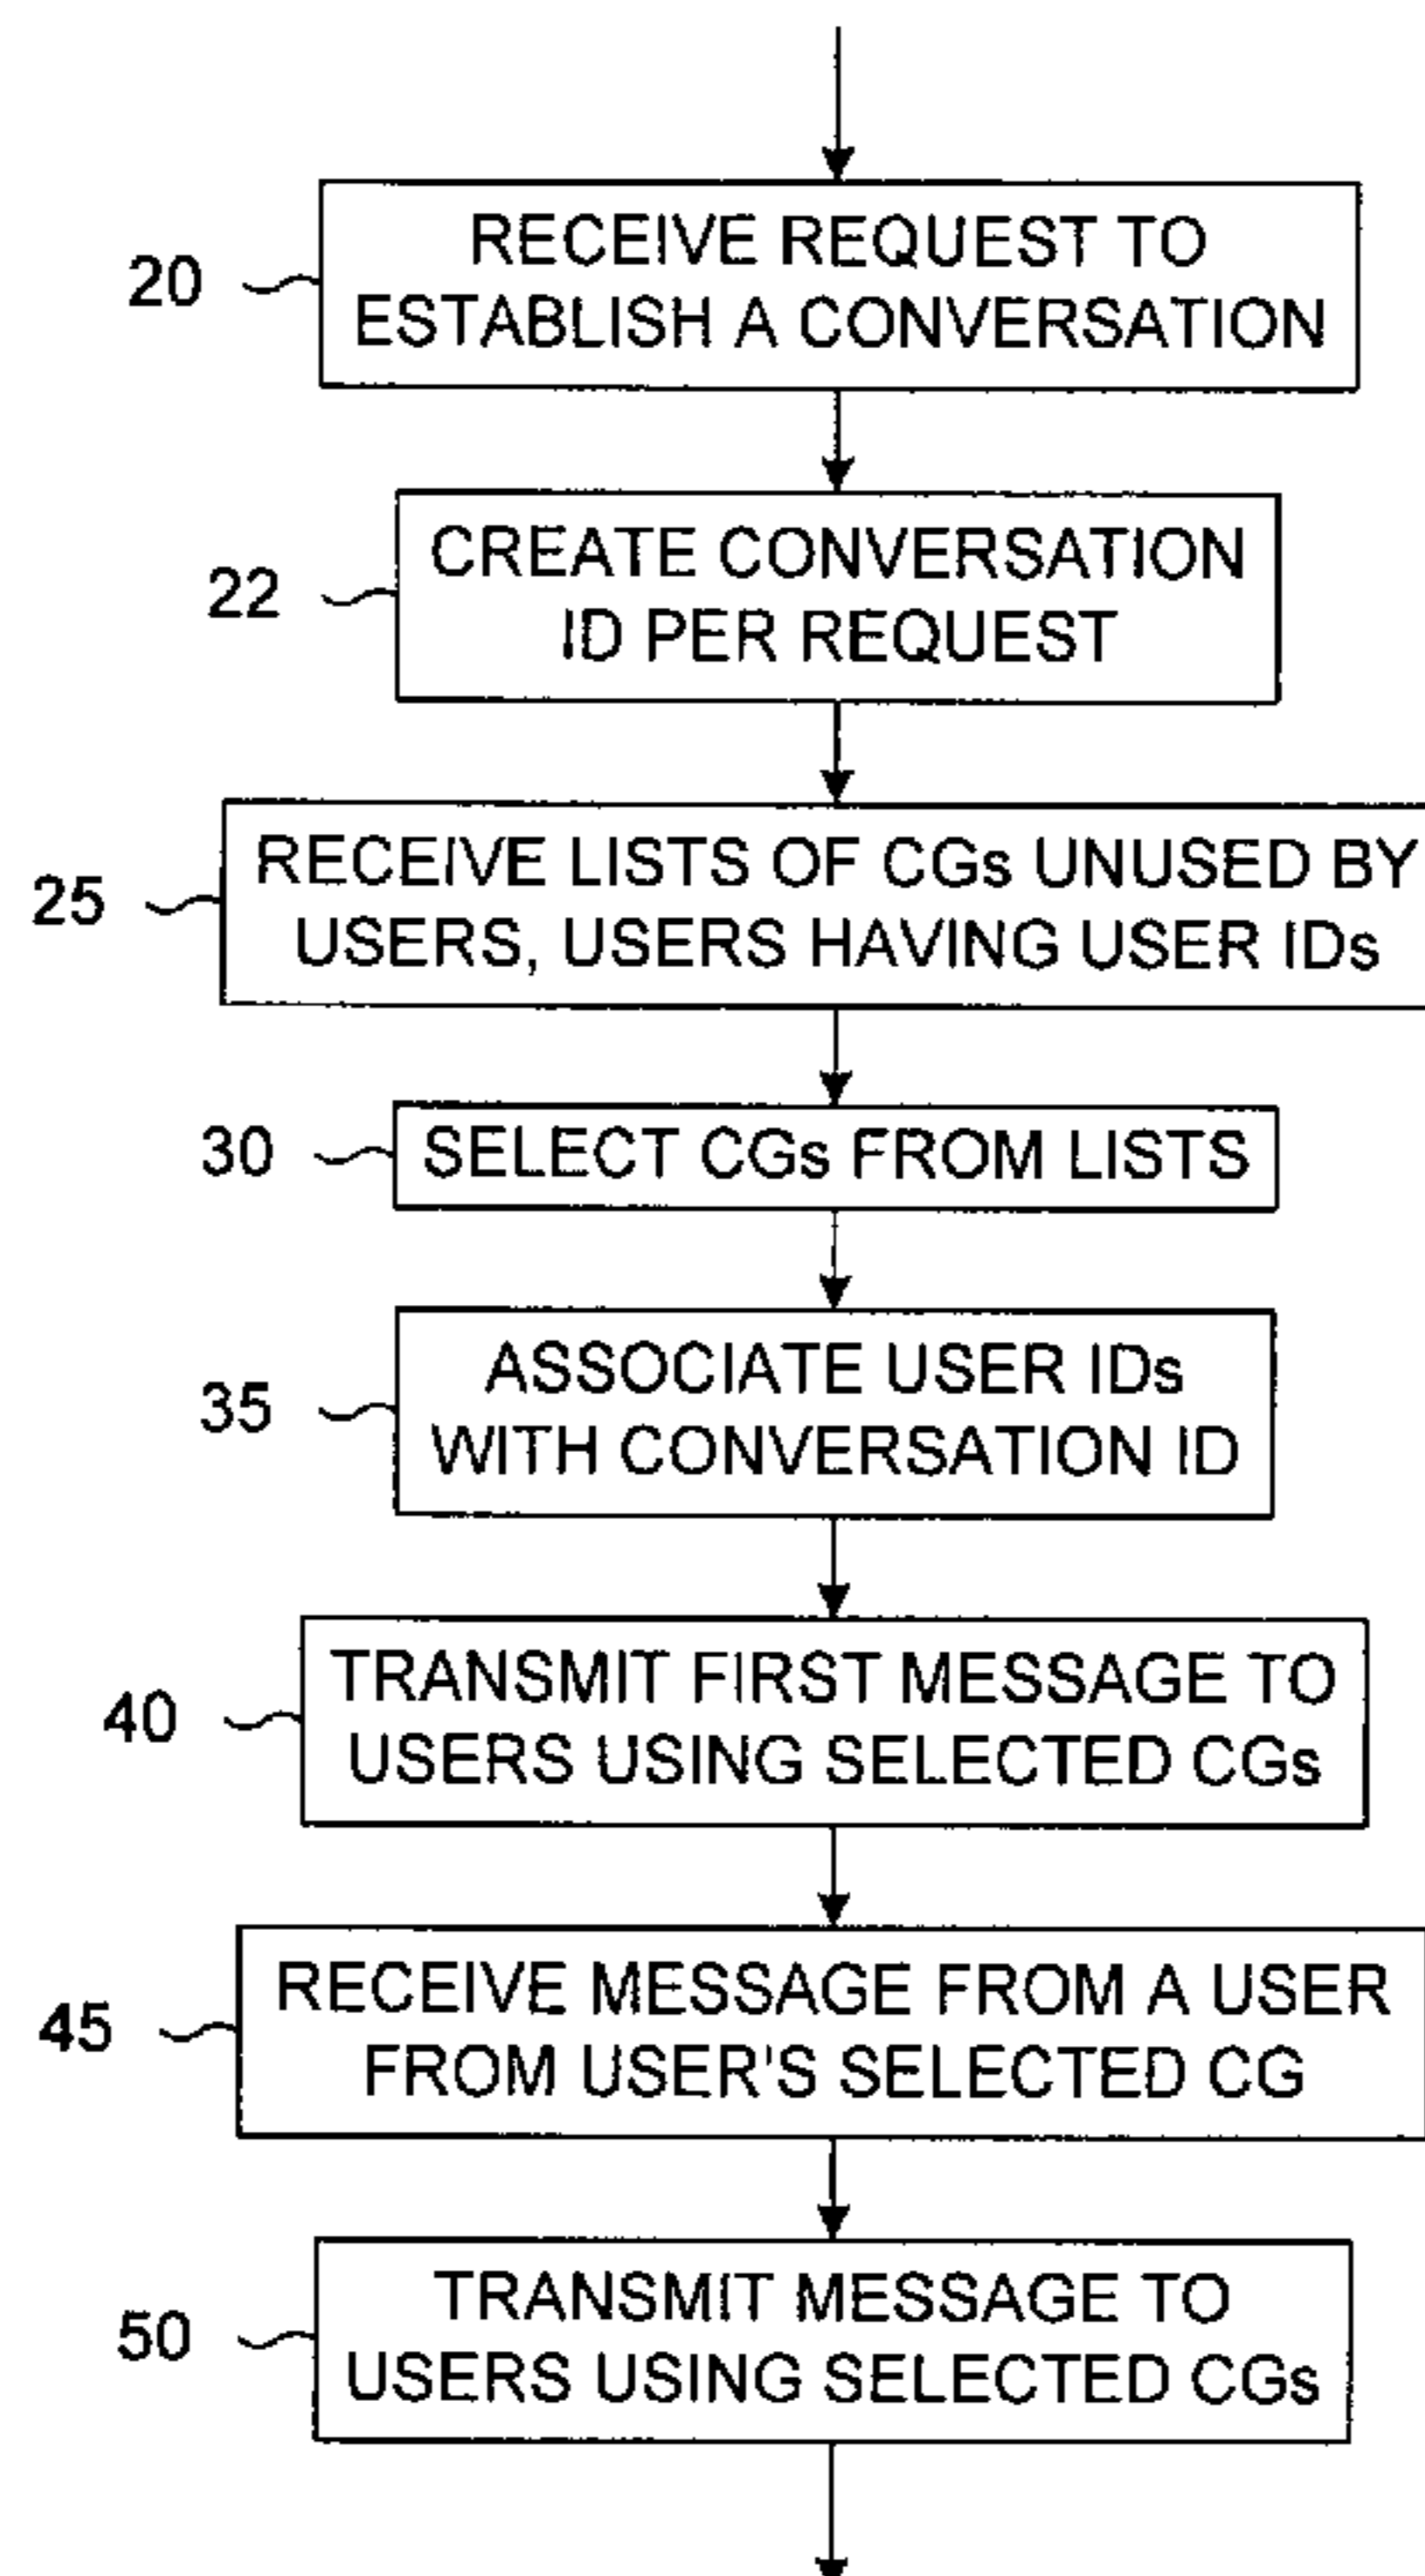 20
RECEIVE REQUEST TO
ESTABLISH A CONVERSATION
22
CREATE CONVERSATION
ID PER REQUEST
25
RECEIVE LISTS OF CGs UNUSED BY
USERS, USERS HAVING USER IDs
30
SELECT CGs FROM LISTS
35
ASSOCIATE USER IDs
WITH CONVERSATION ID
40
TRANSMIT FIRST MESSAGE TO
USERS USING SELECTED CGs
45
RECEIVE MESSAGE FROM A USER
FROM USER'S SELECTED CG
50
TRANSMIT MESSAGE TO
USERS USING SELECTED CGs